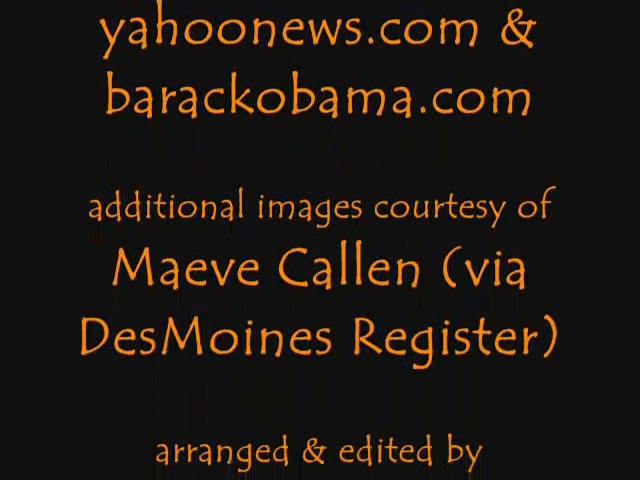 yahoonews.com &
barackobama.com
additional images courtesy of
Maeve Callen (via
DesMoines Register)
arranged & edited by